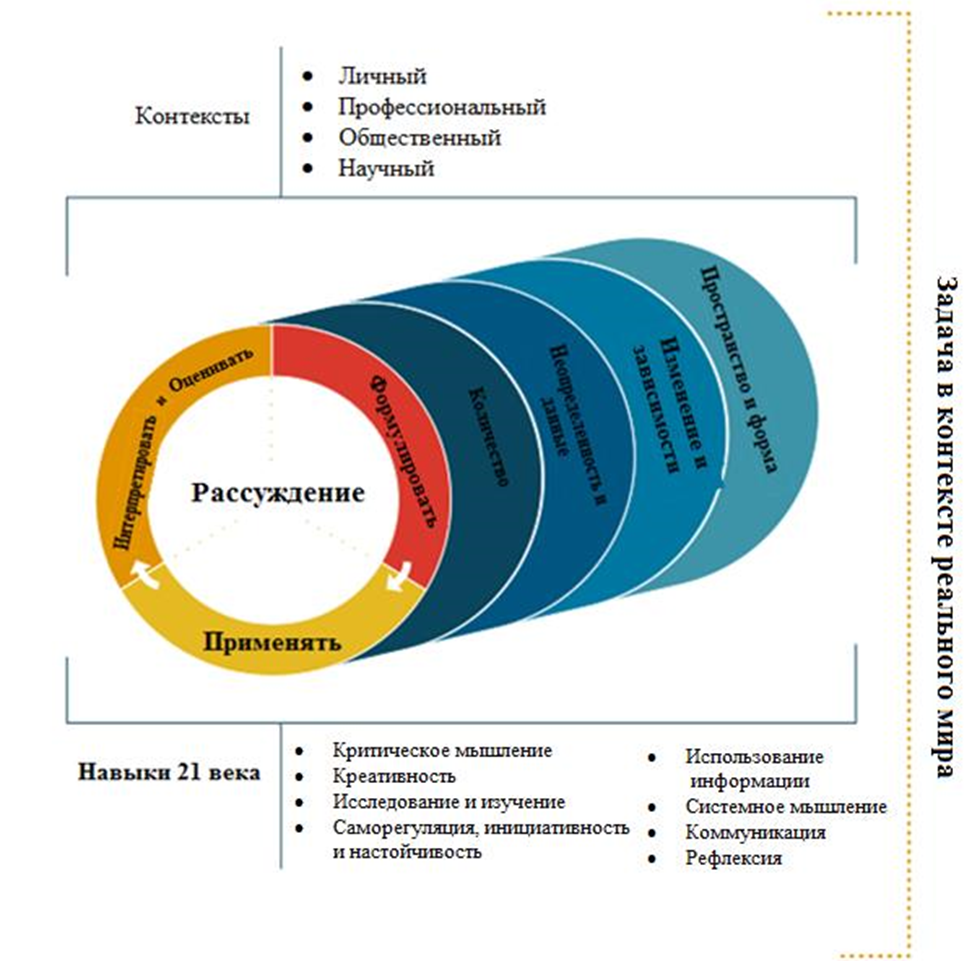 Контексты
• Личный
• Профессиональный
• Общественный
• Научный
Интерпретировать и Оценивать
Формулировать
Применять
Рассуждение
Количество
Неопределенность и
данные
Изменение и
зависимости
Пространство и форма
Задача в контексте реального мира
Навыки 21 века
• Критическое мышление
• Креативность
• Исследование и изучение
• Саморегуляция, инициативность
и настойчивость
• Использование
информации
• Системное мышление
• Коммуникация
• Рефлексия